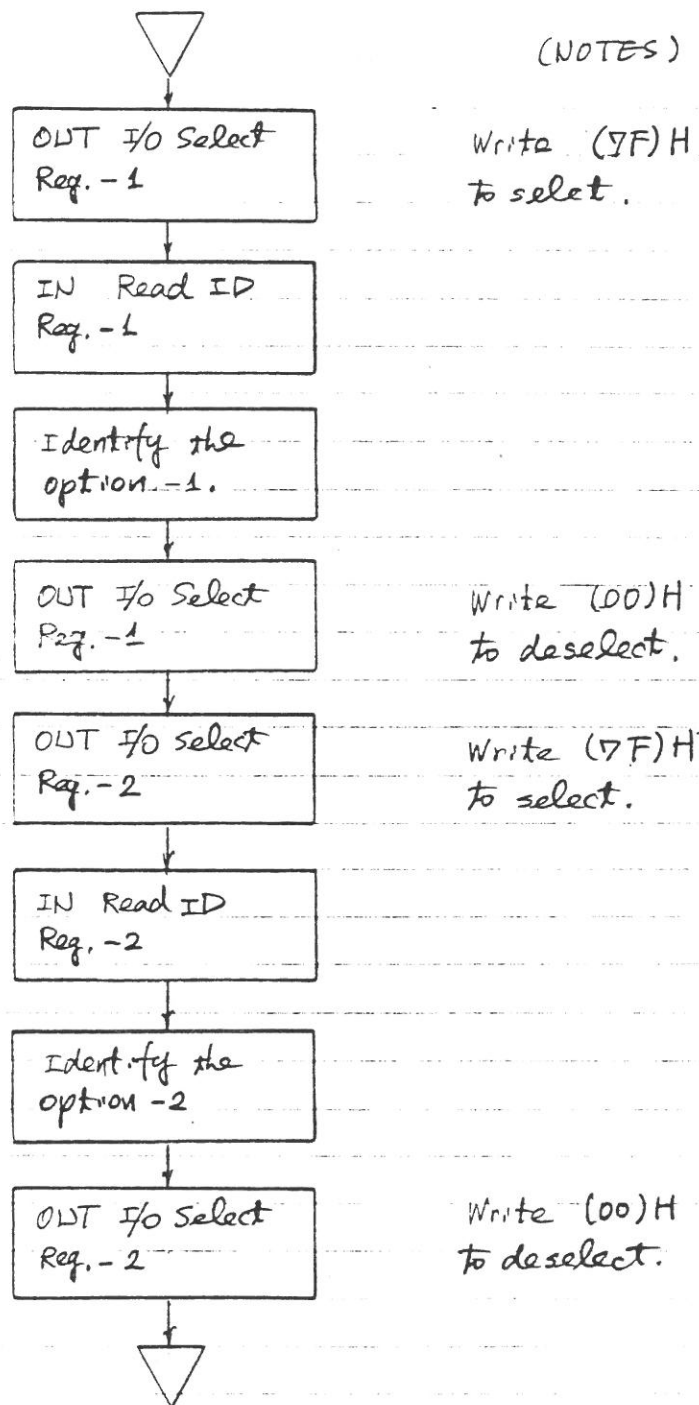 (NOTES)
OUT I/O Select
Reg. - 1
Write (7F)H
to selet.
IN Read ID
Reg. - 1
Identify the
option - 1.
OUT I/O Select
Reg. - 1
Write (00)H
to deselect.
OUT I/O select
Reg. - 2
Write (7F)H
to select.
IN Read ID
Reg. - 2
Identify the
option - 2
OUT I/O Select
Reg. - 2
Write (00)H
to deselect.